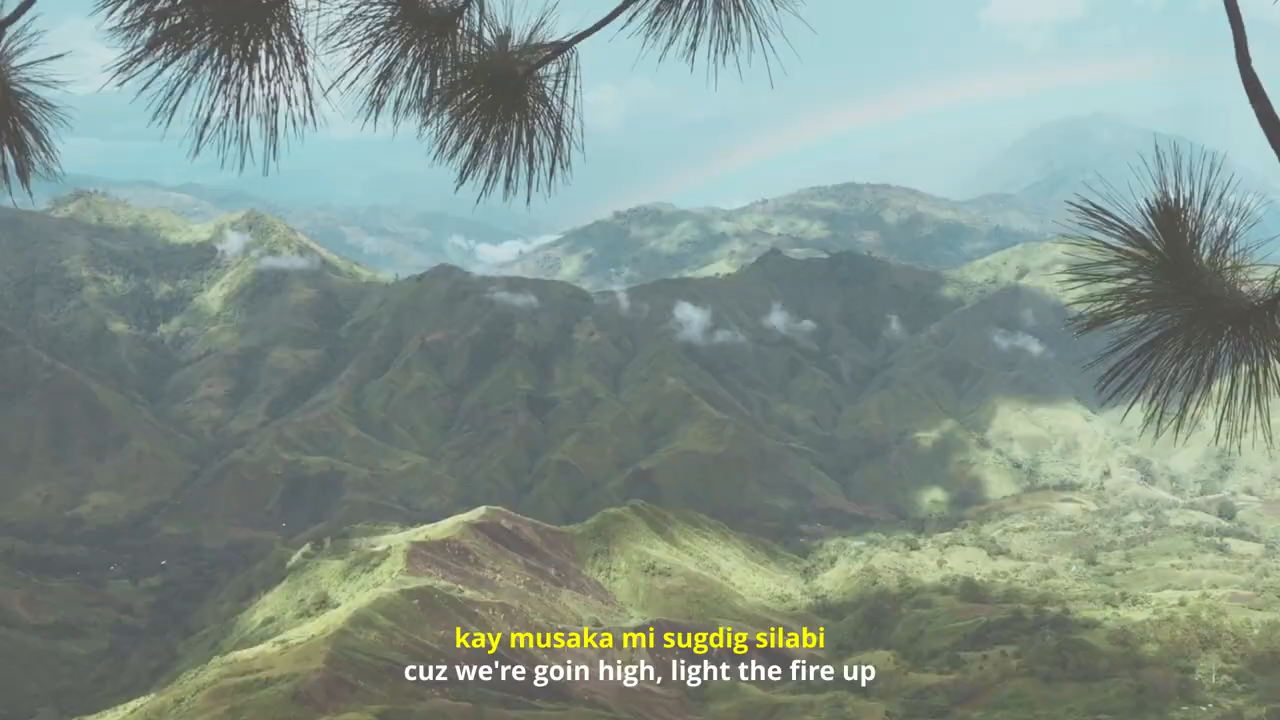 kay musaka mi sugdig silabi
cuz we're goin high, light the fire up